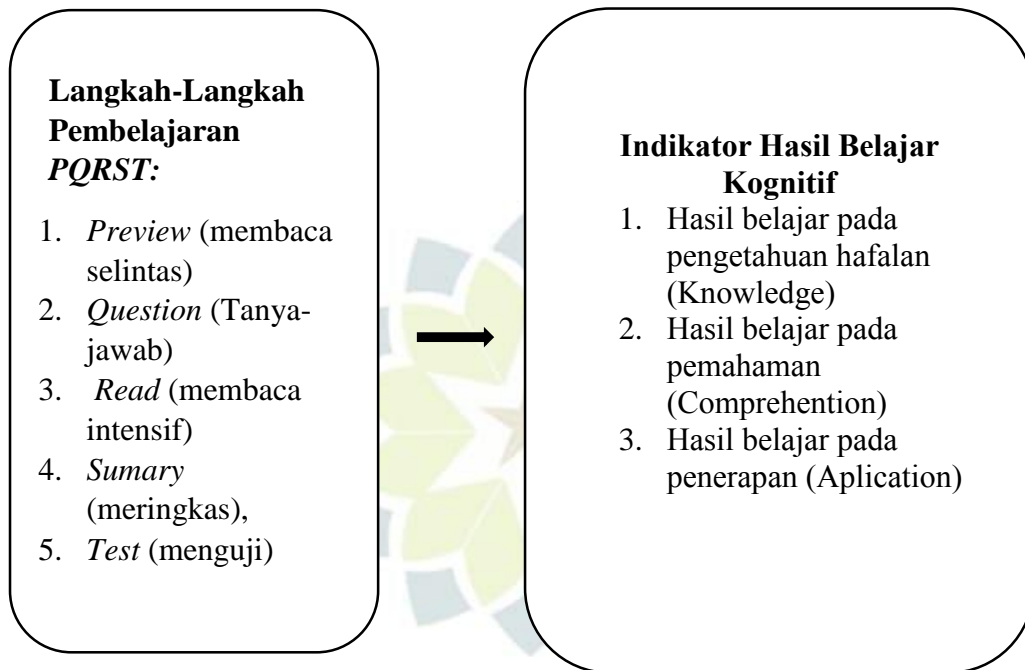 Langkah-Langkah
Pembelajaran
PQRST:
1. Preview (membaca
selintas)
2. Question (Tanya-
jawab)
3. Read (membaca
intensif)
4. Sumary
(meringkas),
5. Test (menguji)
Indikator Hasil Belajar
Kognitif
1. Hasil belajar pada
pengetahuan hafalan
(Knowledge)
2. Hasil belajar pada
pemahaman
(Comprehention)
3. Hasil belajar pada
penerapan (Aplication)